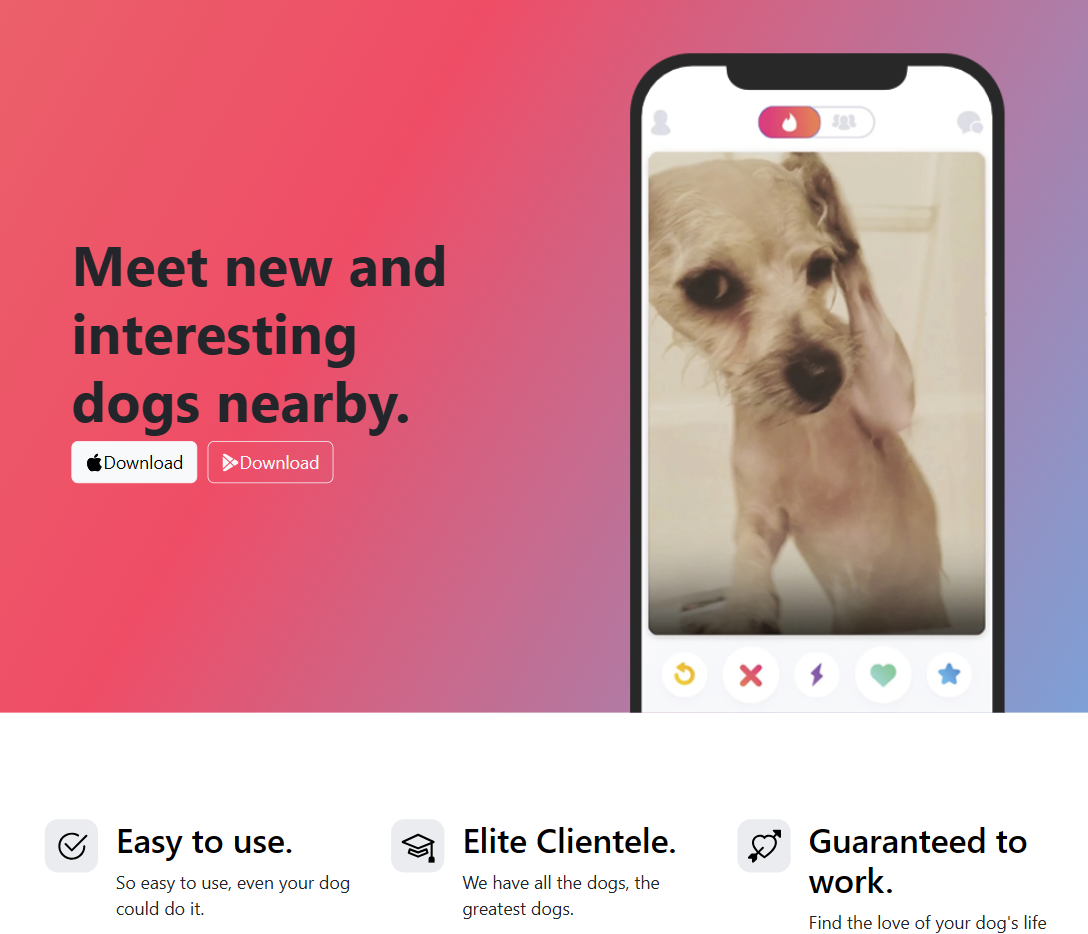 Meet new and
interesting
dogs nearby.
Download
Download
Easy to use.
So easy to use, even your dog
could do it.
Elite Clientele.
We have all the dogs, the
greatest dogs.
Guaranteed to
work.
Find the love of your dog's life